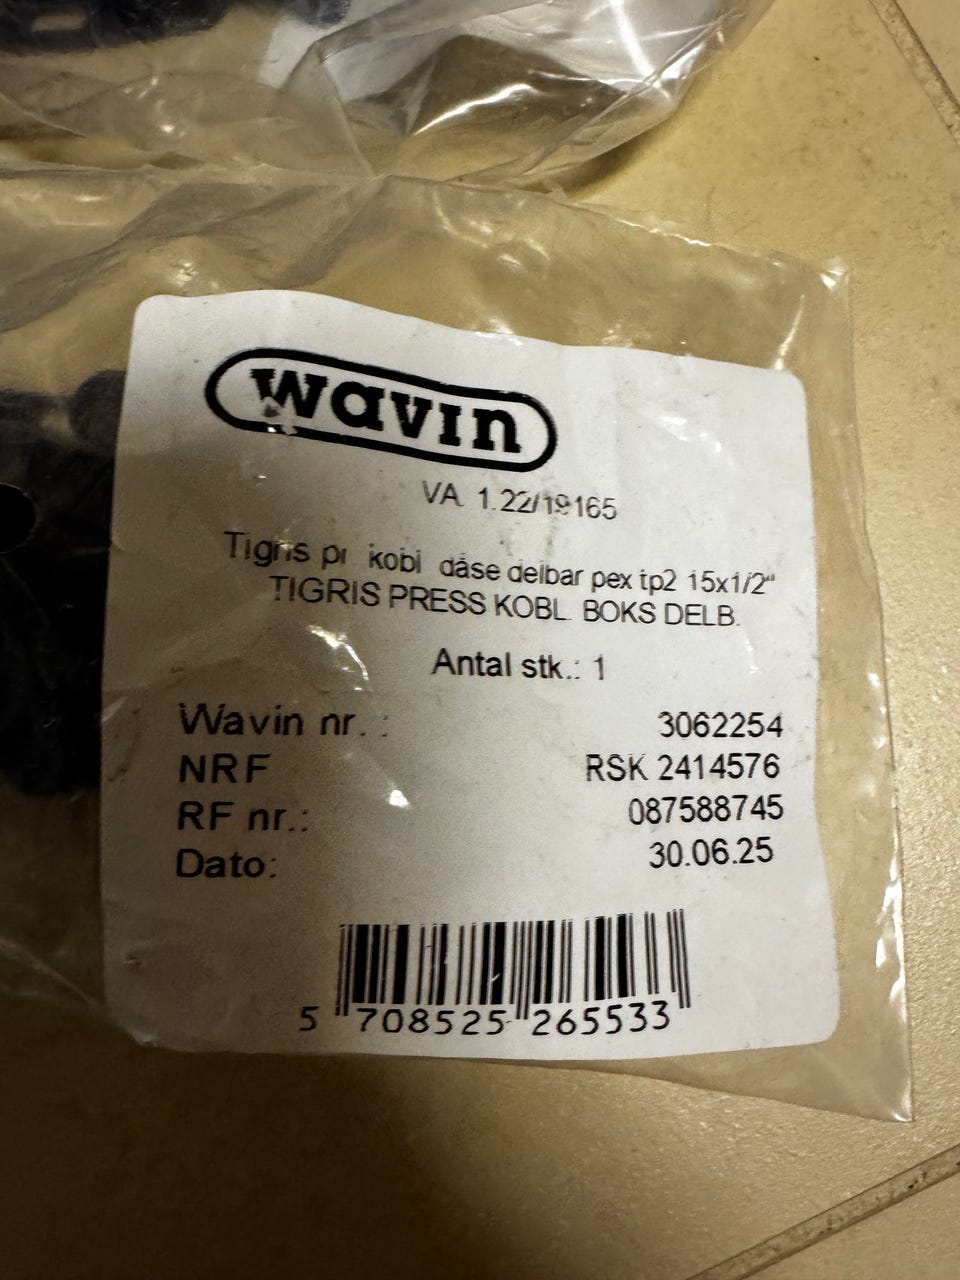 wavin
VA 1.22/19165
Tigris pr kobl dåse delbar pex tp2 15x1/2"
TIGRIS PRESS KOBL. BOKS DELB.
Antal stk.: 1
Wavin nr. : 3062254
NRF RSK 2414576
RF nr.: 087588745
Dato: 30.06.25
5 708525 265533